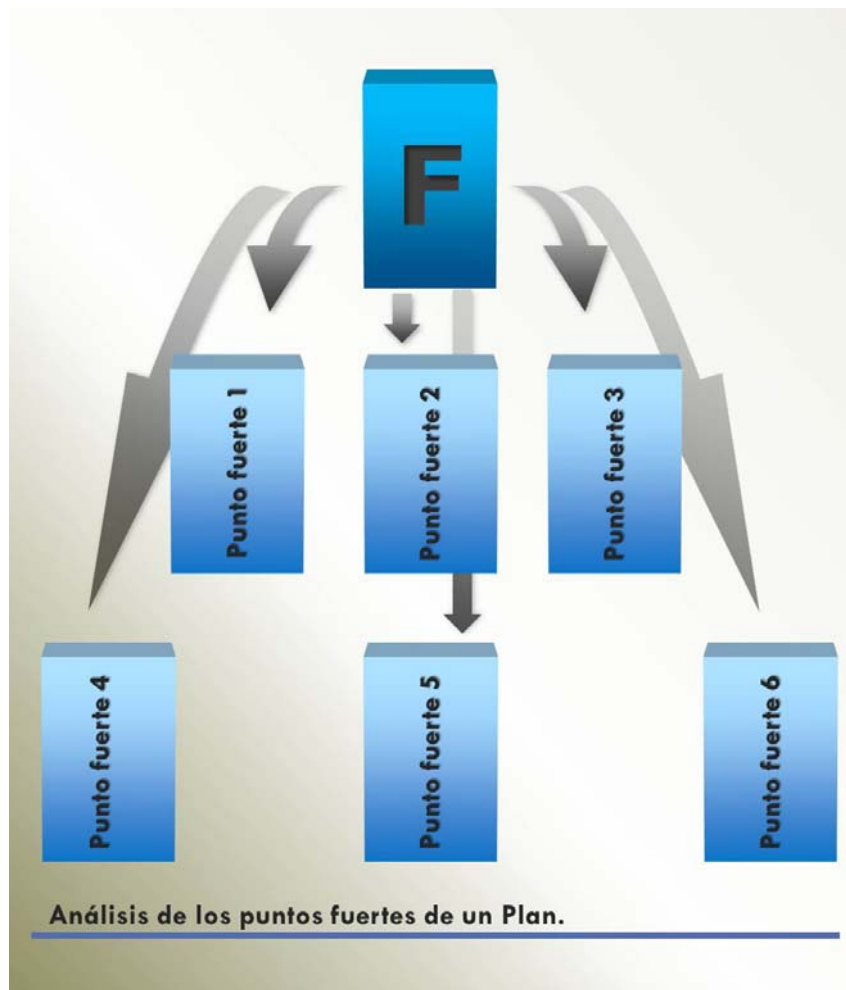 F
Punto fuerte 1
Punto fuerte 2
Punto fuerte 3
Punto fuerte 4
Punto fuerte 5
Punto fuerte 6
Análisis de los puntos fuertes de un Plan.